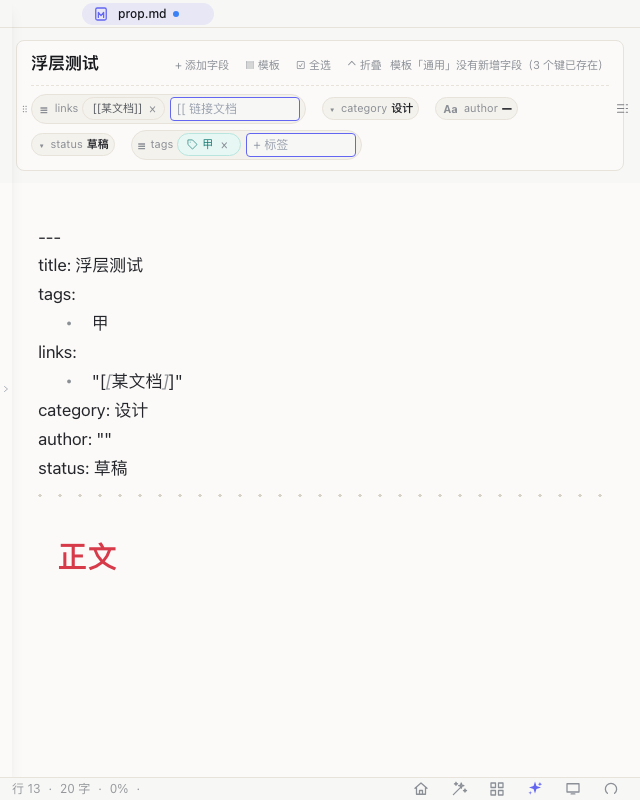 prop.md
浮层测试 + 添加字段 模板 全选 折叠 模板「通用」没有新增字段（3 个键已存在）
links [[某文档]] × [[ 链接文档 category 设计 Aa author —
status 草稿 tags 甲 × + 标签
---
title: 浮层测试
tags:
• 甲
links:
• "[[某文档]]"
category: 设计
author: ""
status: 草稿
正文
行 13 · 20 字 · 0% ·